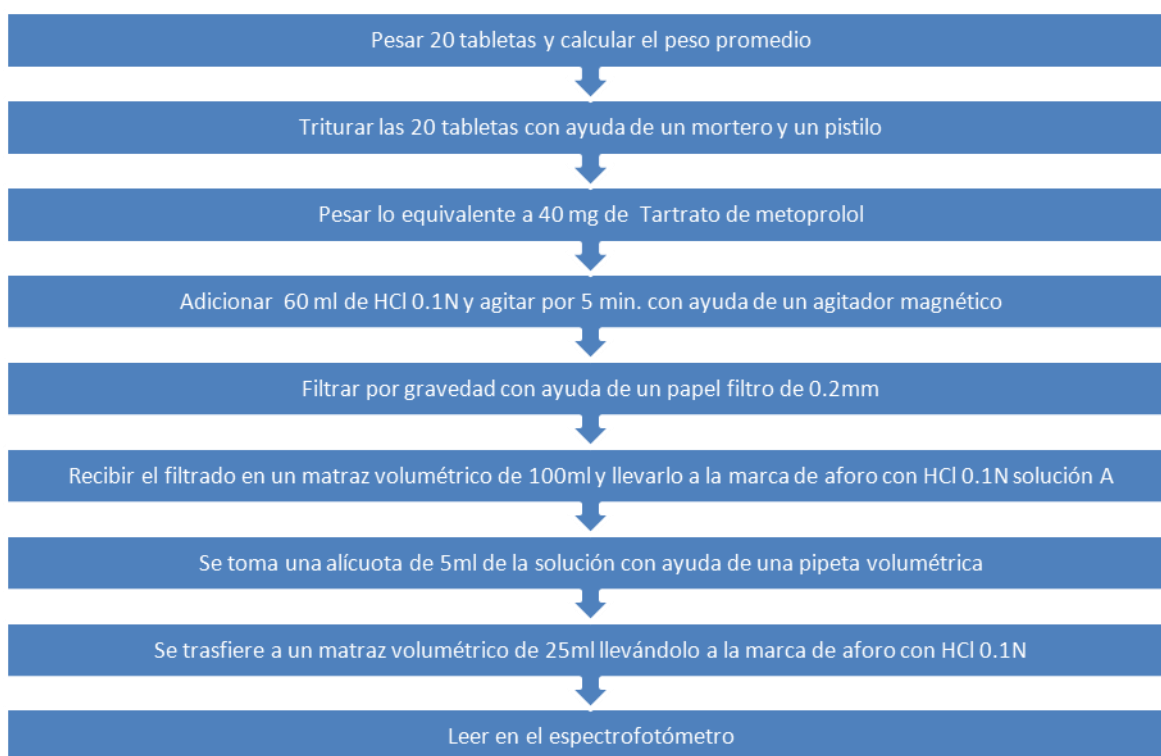 Pesar 20 tabletas y calcular el peso promedio
Triturar las 20 tabletas con ayuda de un mortero y un pistilo
Pesar lo equivalente a 40 mg de Tartrato de metoprolol
Adicionar 60 ml de HCl 0.1N y agitar por 5 min. con ayuda de un agitador magnético
Filtrar por gravedad con ayuda de un papel filtro de 0.2mm
Recibir el filtrado en un matraz volumétrico de 100ml y llevarlo a la marca de aforo con HCl 0.1N solución A
Se toma una alícuota de 5ml de la solución con ayuda de una pipeta volumétrica
Se trasfiere a un matraz volumétrico de 25ml llevándolo a la marca de aforo con HCl 0.1N
Leer en el espectrofotómetro